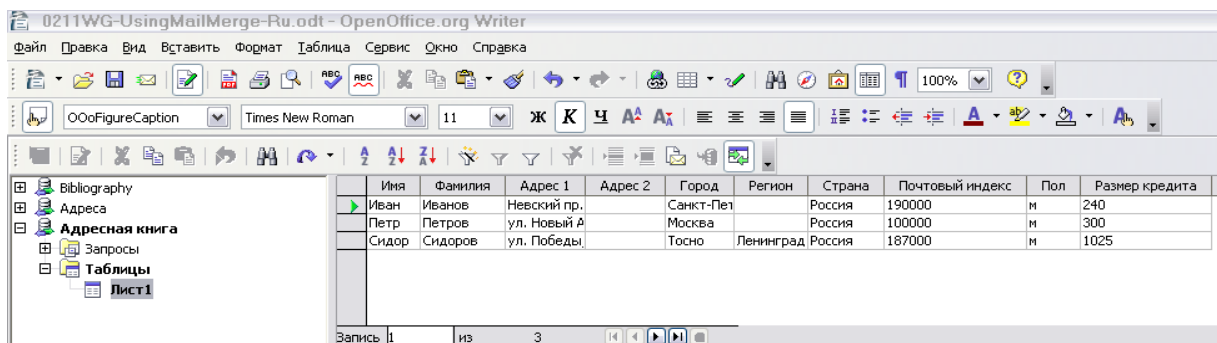 0211WG-UsingMailMerge-Ru.odt - OpenOffice.org Writer
Файл Правка Вид Вставить Формат Таблица Сервис Окно Справка
ABC ABC 100%
OOoFigureCaption Times New Roman 11 Ж К Ч
Bibliography
Адреса
Адресная книга
Запросы
Таблицы
Лист1
Имя Фамилия Адрес 1 Адрес 2 Город Регион Страна Почтовый индекс Пол Размер кредита
Иван Иванов Невский пр. Санкт-Пет Россия 190000 м 240
Петр Петров ул. Новый А Москва Россия 100000 м 300
Сидор Сидоров ул. Победы, Тосно Ленинград Россия 187000 м 1025
Запись 1 из 3